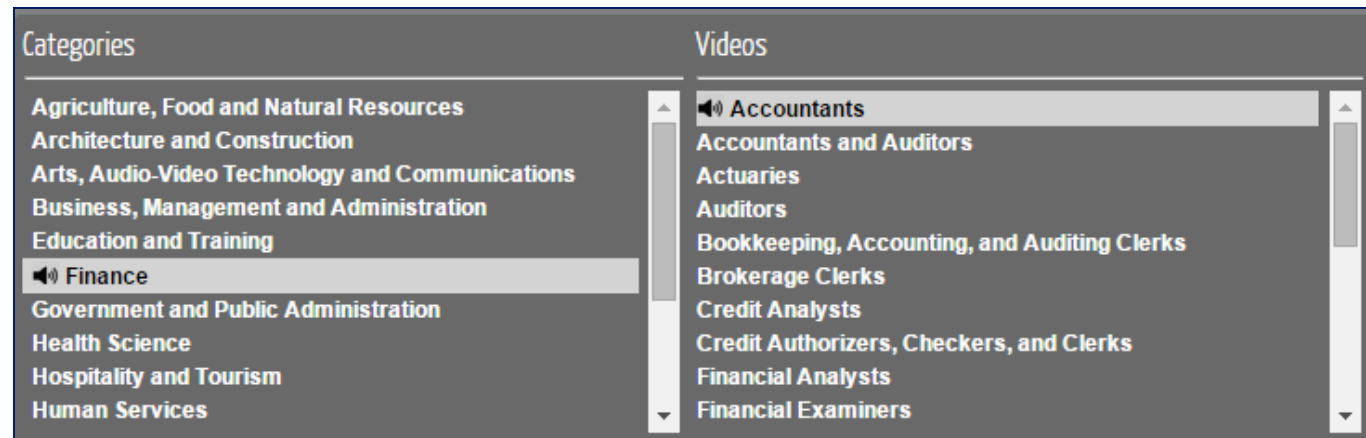 Categories
Agriculture, Food and Natural Resources
Architecture and Construction
Arts, Audio-Video Technology and Communications
Business, Management and Administration
Education and Training
Finance
Government and Public Administration
Health Science
Hospitality and Tourism
Human Services
Videos
Accountants
Accountants and Auditors
Actuaries
Auditors
Bookkeeping, Accounting, and Auditing Clerks
Brokerage Clerks
Credit Analysts
Credit Authorizers, Checkers, and Clerks
Financial Analysts
Financial Examiners